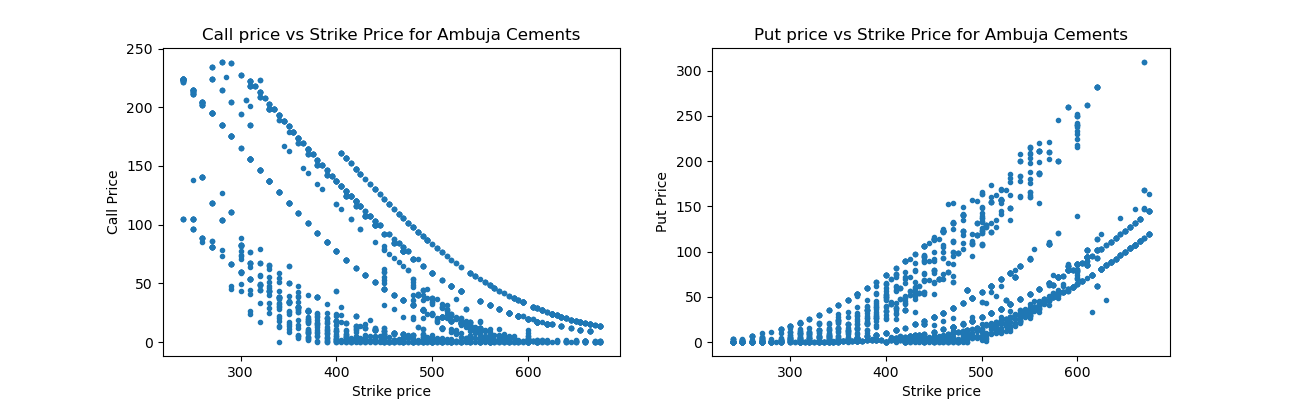 Call price vs Strike Price for Ambuja Cements
250
200
150
100
50
0
Call Price
300 400 500 600
Strike price
Put price vs Strike Price for Ambuja Cements
300
250
200
150
100
50
0
Put Price
300 400 500 600
Strike price